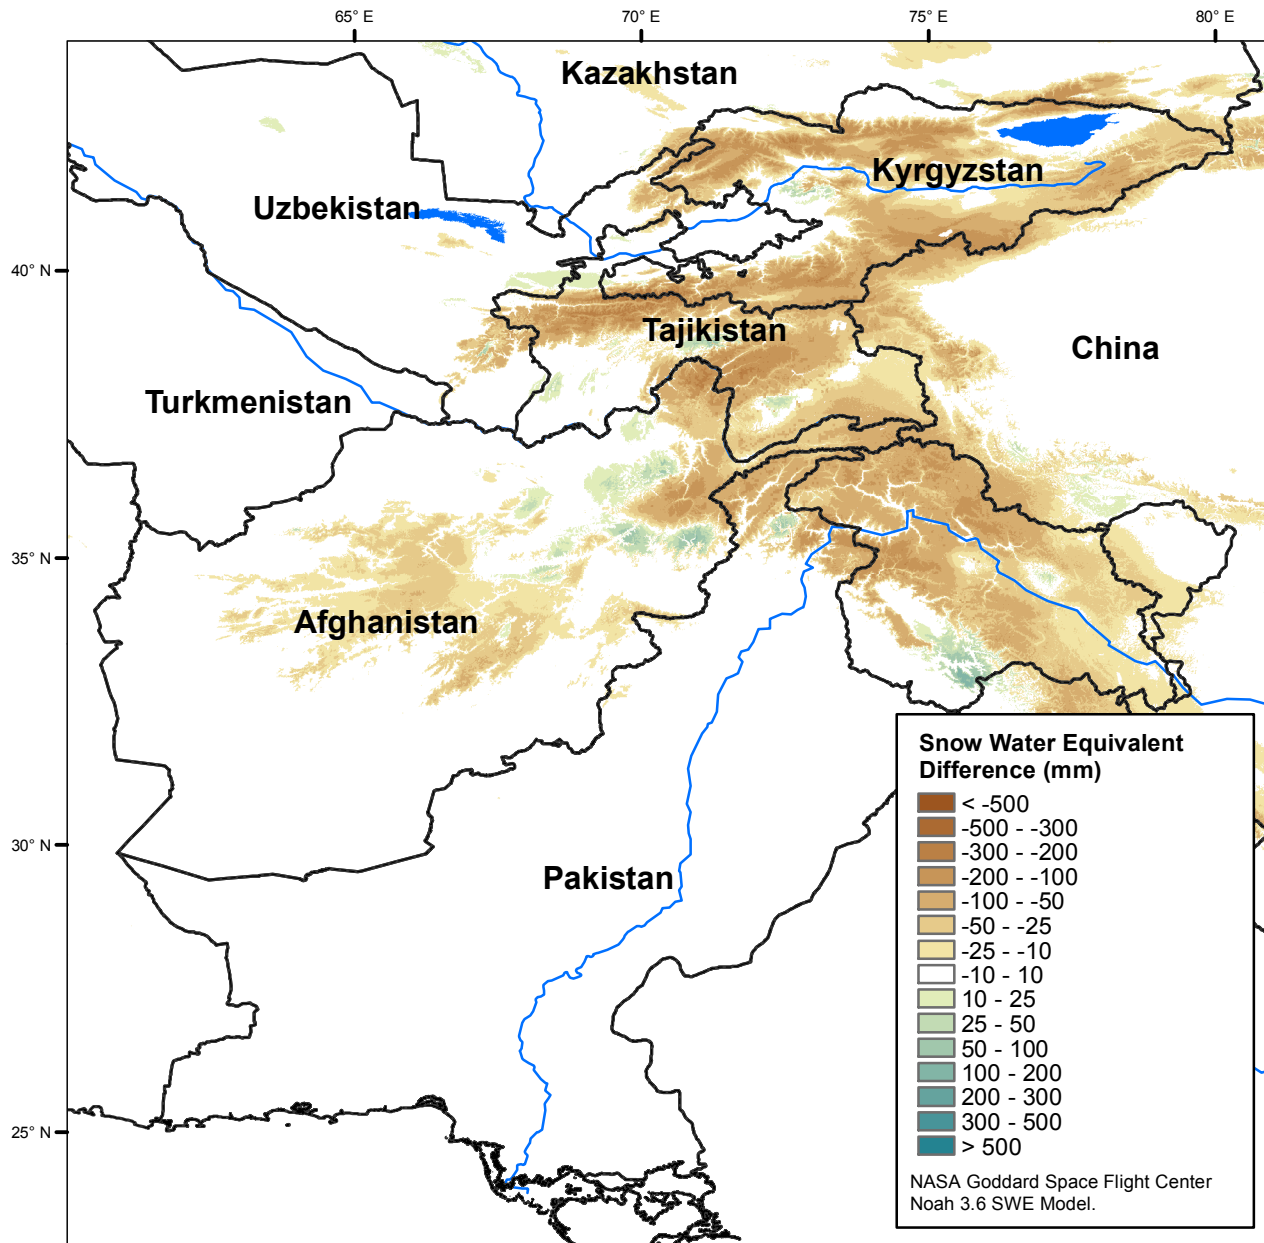 65° E
70° E
75° E
80° E
Kazakhstan
Kyrgyzstan
Uzbekistan
40° N
Tajikistan
China
Turkmenistan
35° N
Afghanistan
Snow Water Equivalent
Difference (mm)
< -500
-500 - -300
-300 - -200
-200 - -100
-100 - -50
-50 - -25
-25 - -10
-10 - 10
10 - 25
25 - 50
50 - 100
100 - 200
200 - 300
300 - 500
> 500
30° N
Pakistan
25° N
NASA Goddard Space Flight Center
Noah 3.6 SWE Model.